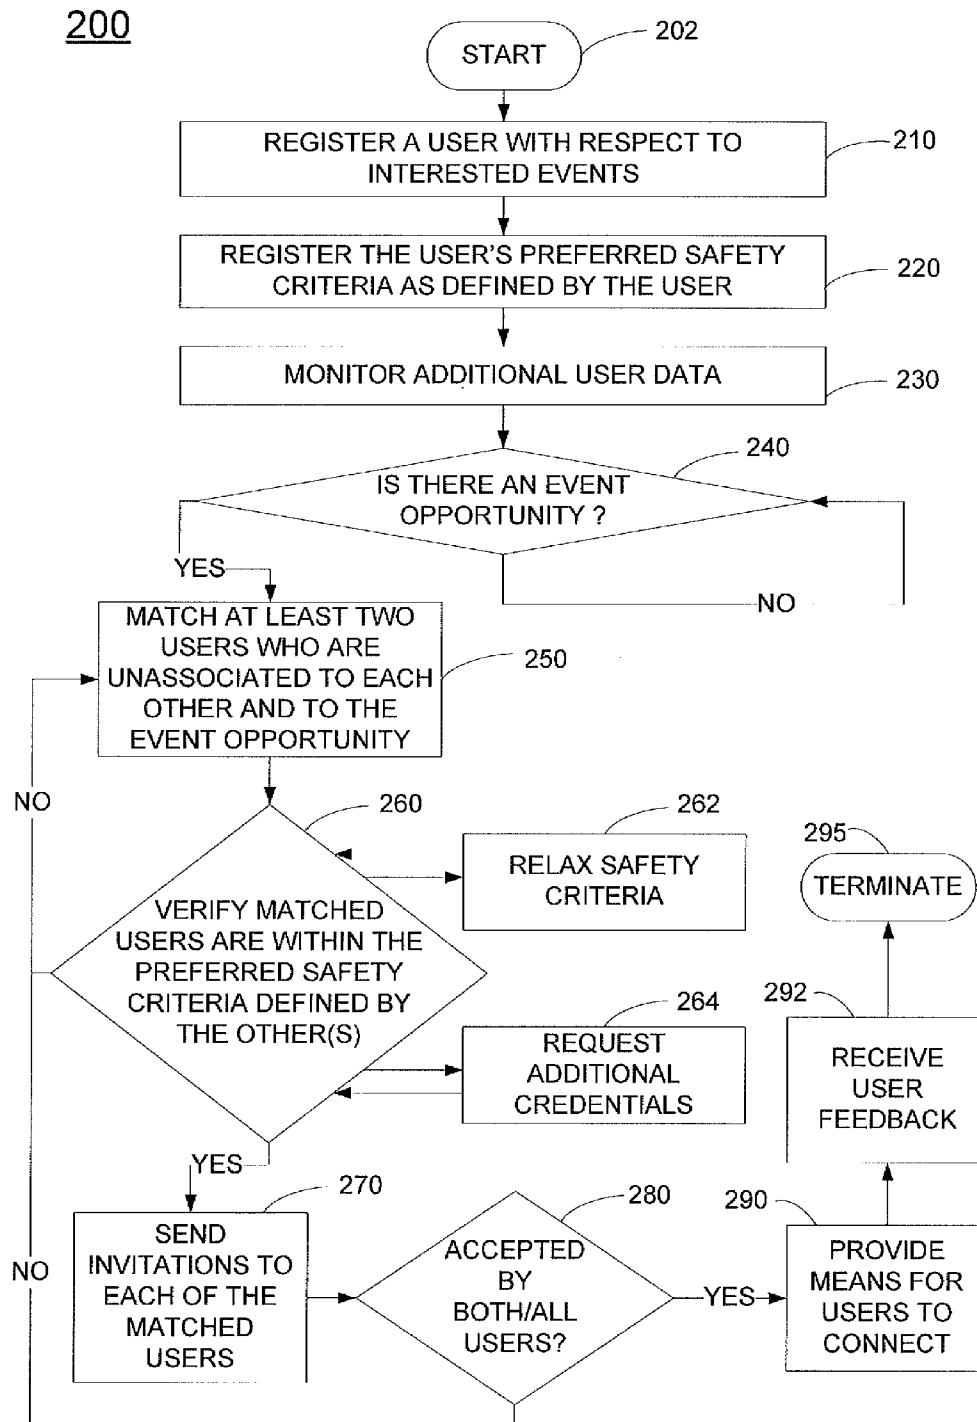 200
START
202
REGISTER A USER WITH RESPECT TO
INTERESTED EVENTS
210
REGISTER THE USER'S PREFERRED SAFETY
CRITERIA AS DEFINED BY THE USER
220
MONITOR ADDITIONAL USER DATA
230
240
IS THERE AN EVENT
OPPORTUNITY ?
YES
NO
MATCH AT LEAST TWO
USERS WHO ARE
UNASSOCIATED TO EACH
OTHER AND TO THE
EVENT OPPORTUNITY
250
NO
260
VERIFY MATCHED
USERS ARE WITHIN THE
PREFERRED SAFETY
CRITERIA DEFINED BY
THE OTHER(S)
262
RELAX SAFETY
CRITERIA
264
REQUEST
ADDITIONAL
CREDENTIALS
295
TERMINATE
292
RECEIVE
USER
FEEDBACK
YES
270
SEND
INVITATIONS TO
EACH OF THE
MATCHED
USERS
NO
280
ACCEPTED
BY
BOTH/ALL
USERS?
YES
290
PROVIDE
MEANS FOR
USERS TO
CONNECT